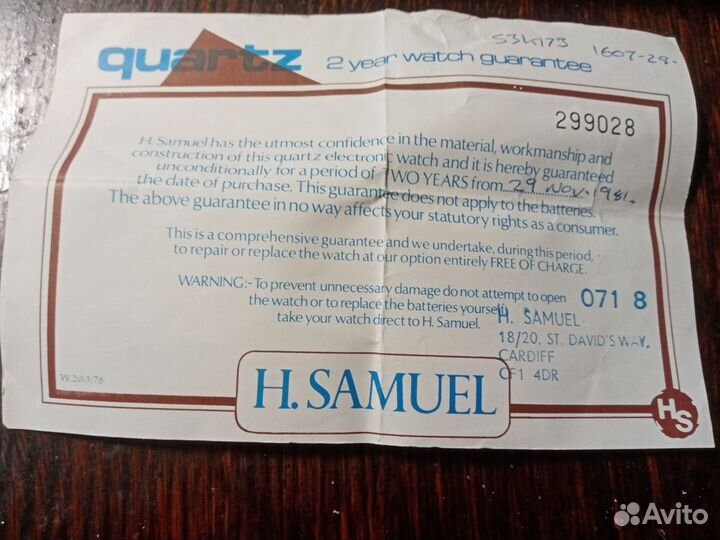 quartz 2 year watch guarantee
1607-28-
299028
H. Samuel has the utmost confidence in the material, workmanship and
construction of this quartz electronic watch and it is hereby guaranteed
unconditionally for a period of TWO YEARS from 29 Nov. 1981.
the date of purchase. This guarantee does not apply to the batteries.
The above guarantee in no way affects your statutory rights as a consumer.
This is a comprehensive guarantee and we undertake, during this period,
to repair or replace the watch at our option entirely FREE OF CHARGE.
WARNING:- To prevent unnecessary damage do not attempt to open
the watch or to replace the batteries yourself
take your watch direct to H. Samuel.
071 8
H. SAMUEL.
18/20. ST. DAVID'S WAY.
CARDIFF
CF1 4DR
W.20/3/78
H. SAMUEL
HS
Avito